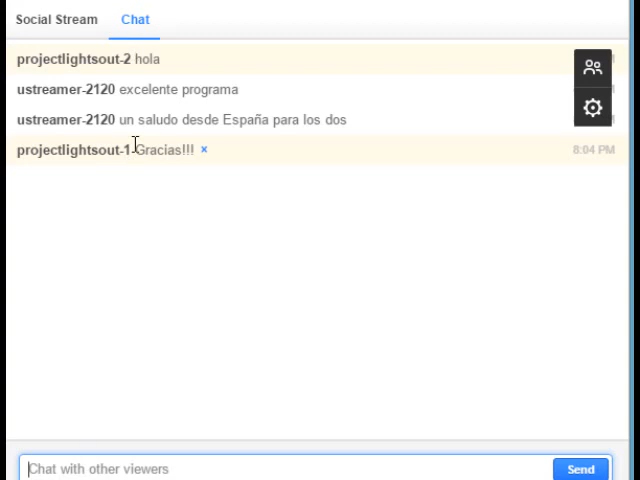 Social Stream Chat
projectlightsout-2 hola
ustreamer-2120 excelente programa
ustreamer-2120 un saludo desde España para los dos
projectlightsout-1 Gracias!!! × 8:04 PM
Chat with other viewers Send